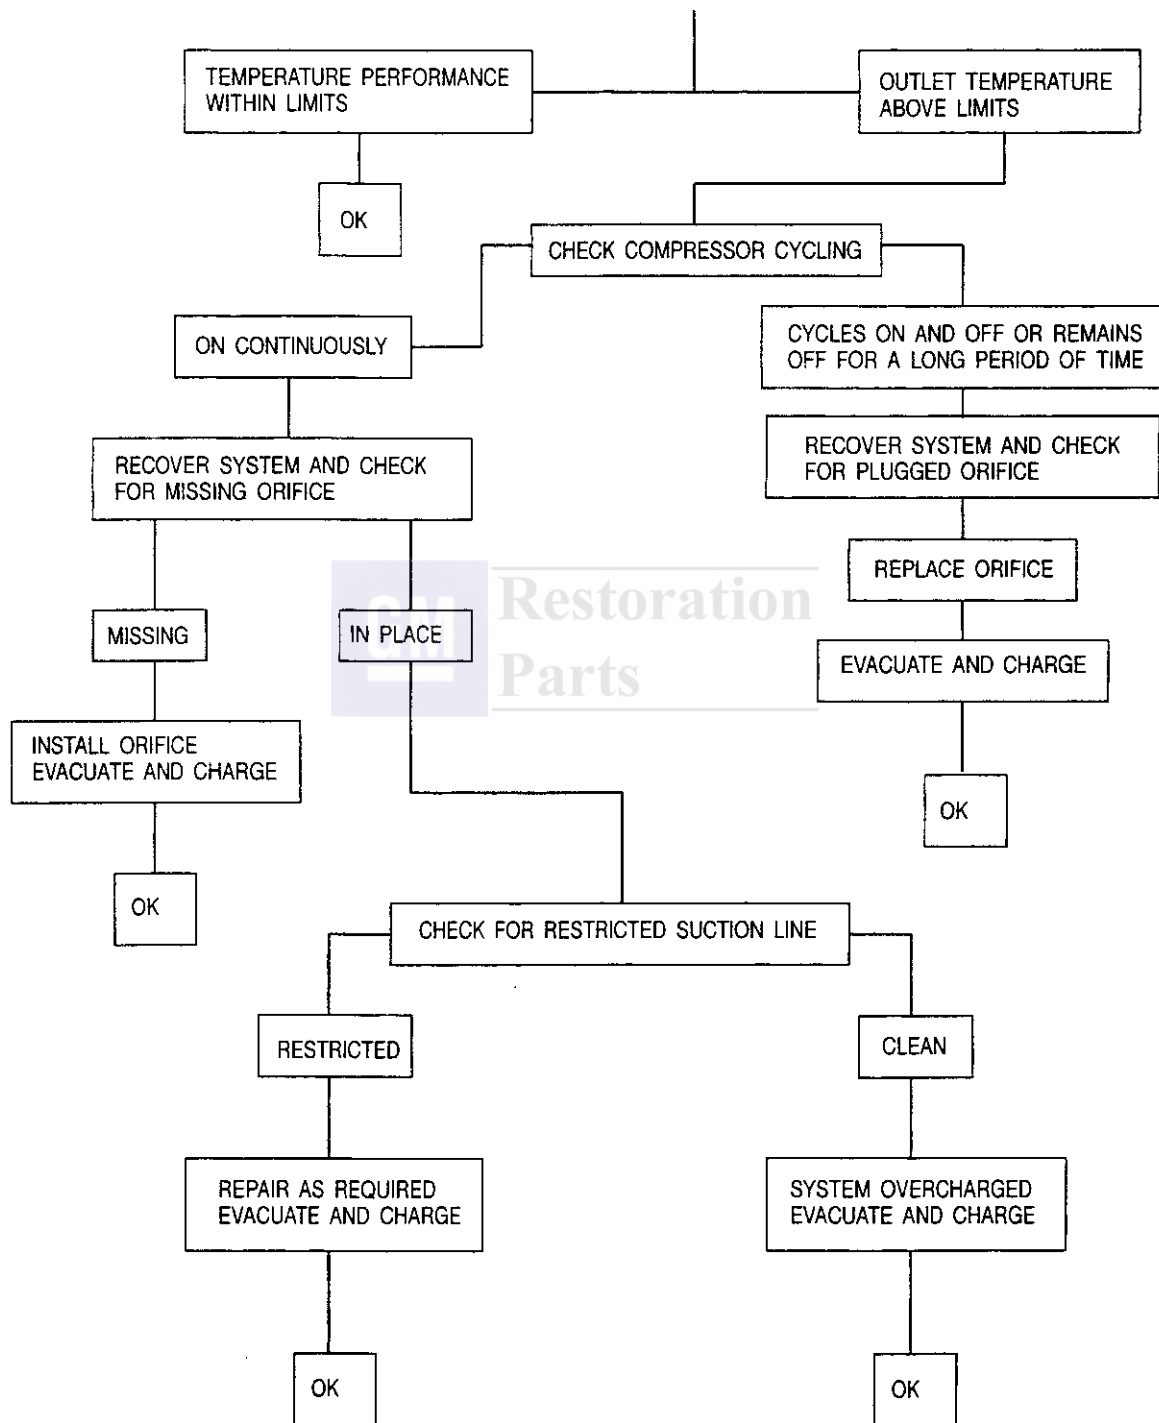 TEMPERATURE PERFORMANCE
WITHIN LIMITS
OUTLET TEMPERATURE
ABOVE LIMITS
OK
CHECK COMPRESSOR CYCLING
ON CONTINUOUSLY
CYCLES ON AND OFF OR REMAINS
OFF FOR A LONG PERIOD OF TIME
RECOVER SYSTEM AND CHECK
FOR MISSING ORIFICE
RECOVER SYSTEM AND CHECK
FOR PLUGGED ORIFICE
REPLACE ORIFICE
GM
Restoration
Parts
MISSING
IN PLACE
EVACUATE AND CHARGE
INSTALL ORIFICE
EVACUATE AND CHARGE
OK
OK
CHECK FOR RESTRICTED SUCTION LINE
RESTRICTED
CLEAN
REPAIR AS REQUIRED
EVACUATE AND CHARGE
SYSTEM OVERCHARGED
EVACUATE AND CHARGE
OK
OK